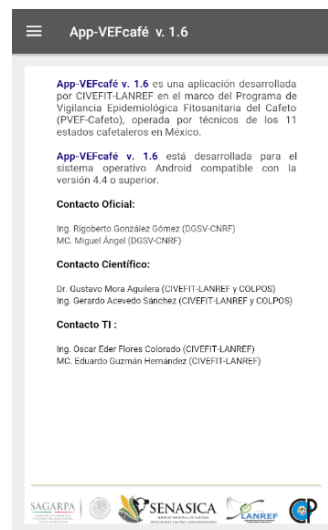 App-VEFcafé v. 1.6
App-VEFcafé v. 1.6 es una aplicación desarrollada
por CIVEFIT-LANREF en el marco del Programa de
Vigilancia Epidemiológica Fitosanitaria del Cafeto
(PVEF-Cafeto), operada por técnicos de los 11
estados cafetaleros en México.
App-VEFcafé v. 1.6 está desarrollada para el
sistema operativo Android compatible con la
versión 4.4 o superior.
Contacto Oficial:
Ing. Rigoberto González Gómez (DGSV-CNRF)
MC. Miguel Ángel (DGSV-CNRF)
Contacto Científico:
Dr. Gustavo Mora Aguilera (CIVEFIT-LANREF y COLPOS)
Ing. Gerardo Acevedo Sánchez (CIVEFIT-LANREF y COLPOS)
Contacto TI :
Ing. Oscar Eder Flores Colorado (CIVEFIT-LANREF)
MC. Eduardo Guzmán Hernández (CIVEFIT-LANREF)
SAGARPA SENASICA LANREF CP